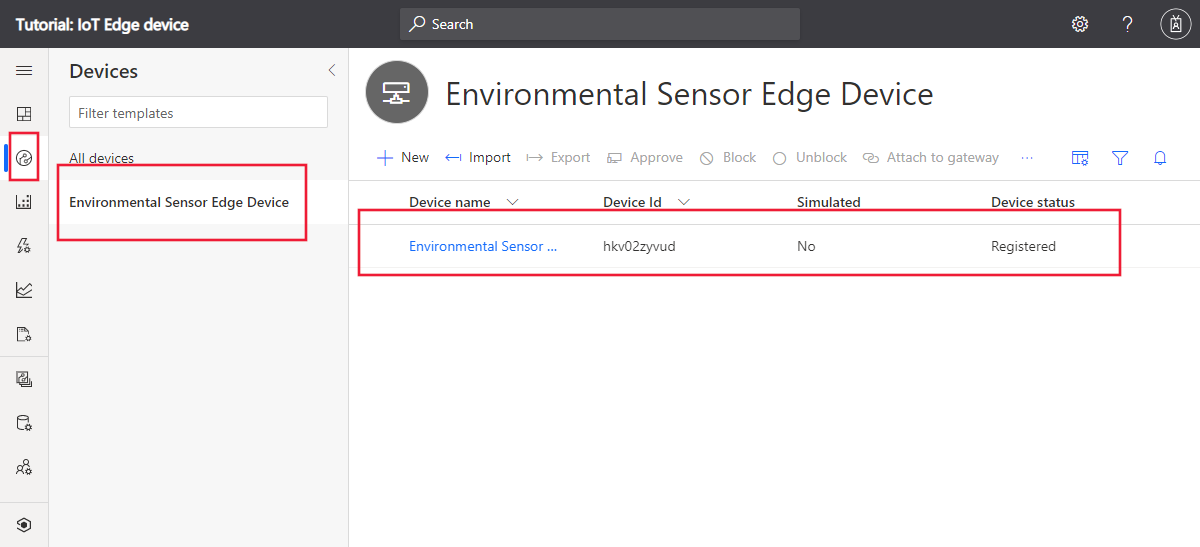 Tutorial: IoT Edge device
Search
?
Devices
Filter templates
All devices
Environmental Sensor Edge Device
Environmental Sensor Edge Device
New Import Export Approve Block Unblock Attach to gateway ...
Device name Device Id Simulated Device status
Environmental Sensor ... hkv02zyvud No Registered